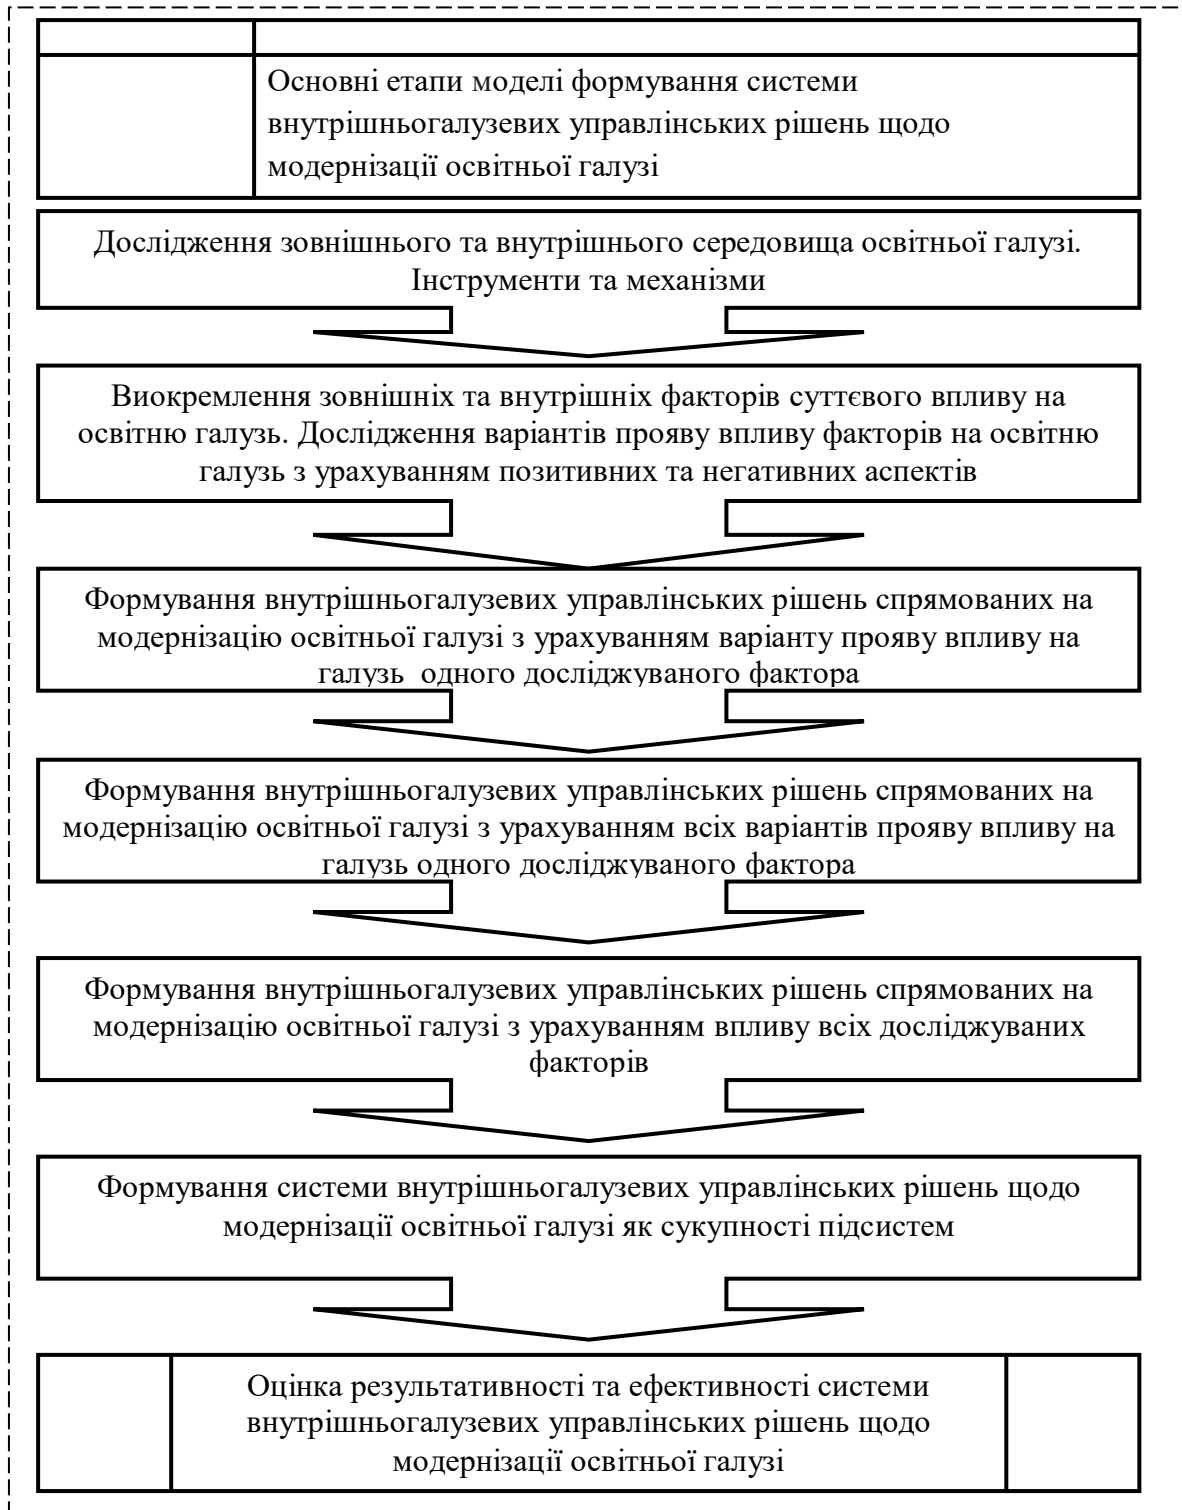 Основні етапи моделі формування системи
внутрішньогалузевих управлінських рішень щодо
модернізації освітньої галузі
Дослідження зовнішнього та внутрішнього середовища освітньої галузі.
Інструменти та механізми
Виокремлення зовнішніх та внутрішніх факторів суттєвого впливу на
освітню галузь. Дослідження варіантів прояву впливу факторів на освітню
галузь з урахуванням позитивних та негативних аспектів
Формування внутрішньогалузевих управлінських рішень спрямованих на
модернізацію освітньої галузі з урахуванням варіанту прояву впливу на
галузь одного досліджуваного фактора
Формування внутрішньогалузевих управлінських рішень спрямованих на
модернізацію освітньої галузі з урахуванням всіх варіантів прояву впливу на
галузь одного досліджуваного фактора
Формування внутрішньогалузевих управлінських рішень спрямованих на
модернізацію освітньої галузі з урахуванням впливу всіх досліджуваних
факторів
Формування системи внутрішньогалузевих управлінських рішень щодо
модернізації освітньої галузі як сукупності підсистем
Оцінка результативності та ефективності системи
внутрішньогалузевих управлінських рішень щодо
модернізації освітньої галузі